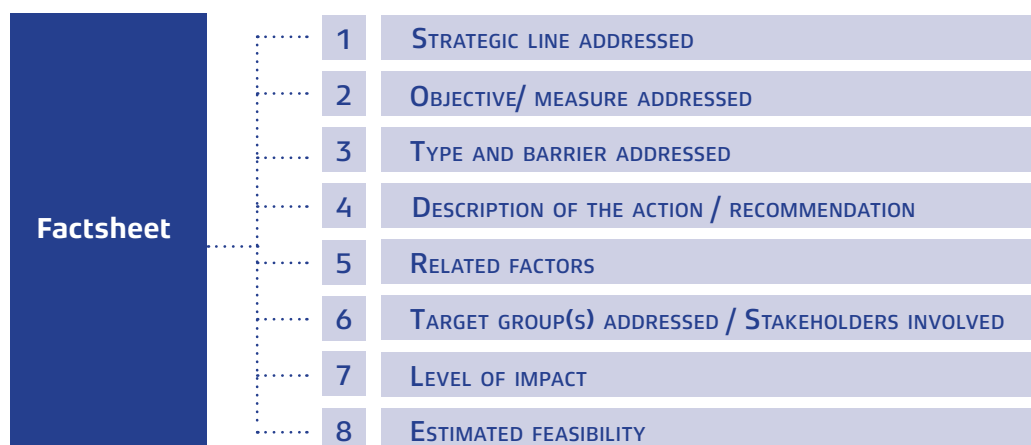 Factsheet
1 Strategic line addressed
2 Objective/ measure addressed
3 Type and barrier addressed
4 Description of the action / recommendation
5 Related factors
6 Target group(s) addressed / Stakeholders involved
7 Level of impact
8 Estimated feasibility